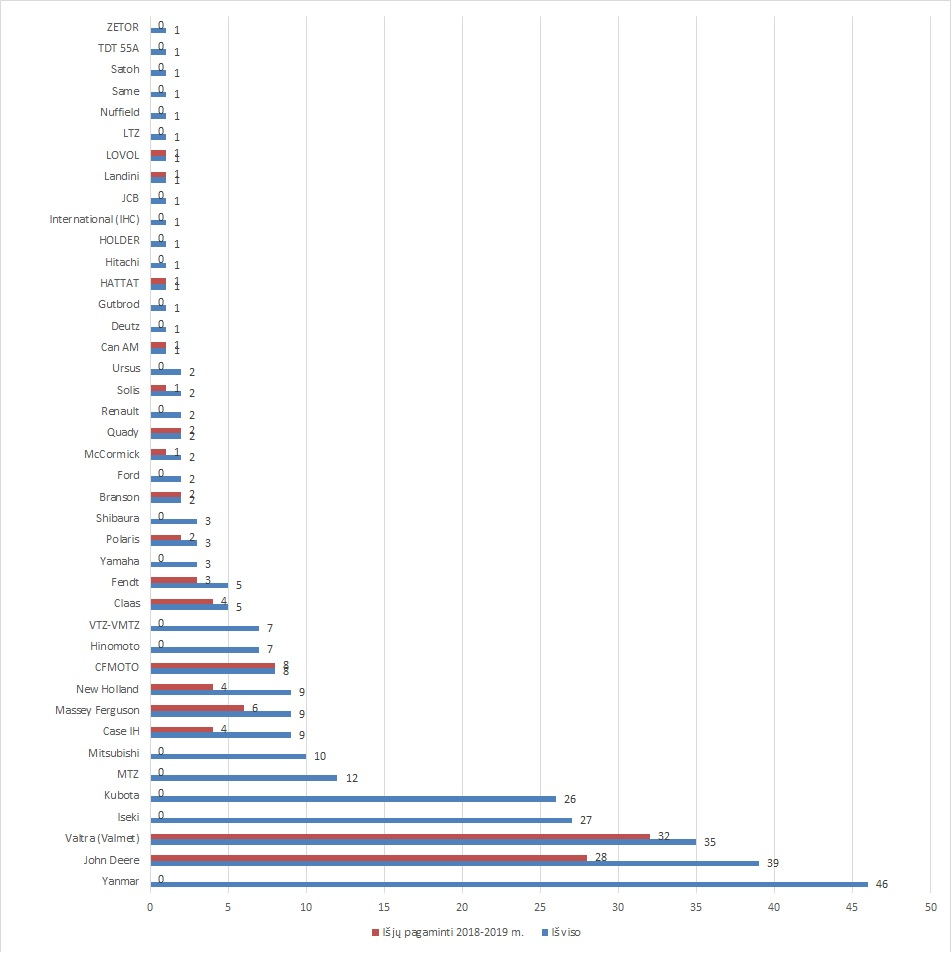 ZETOR 0 1
TDT 55A 0 1
Satoh 0 1
Same 0 1
Nuffield 0 1
LTZ 0 1
LOVOL 1 1
Landini 1 1
JCB 0 1
International (IHC) 0 1
HOLDER 0 1
Hitachi 0 1
HATTAT 1 1
Gutbrod 0 1
Deutz 0 1
Can AM 1 1
Ursus 0 2
Solis 1 2
Renault 0 2
Quady 2 2
McCormick 1 2
Ford 0 2
Branson 2 2
Shibaura 0 3
Polaris 2 3
Yamaha 0 3
Fendt 3 5
Claas 4 5
VTZ-VMTZ 0 7
Hinomoto 0 7
CFMOTO 8 8
New Holland 4 9
Massey Ferguson 6 9
Case IH 4 9
Mitsubishi 0 10
MTZ 0 12
Kubota 0 26
Iseki 0 27
Valtra (Valmet) 32 35
John Deere 28 39
Yanmar 0 46
0 5 10 15 20 25 30 35 40 45 50
Iš jų pagaminti 2018-2019 m. Iš viso